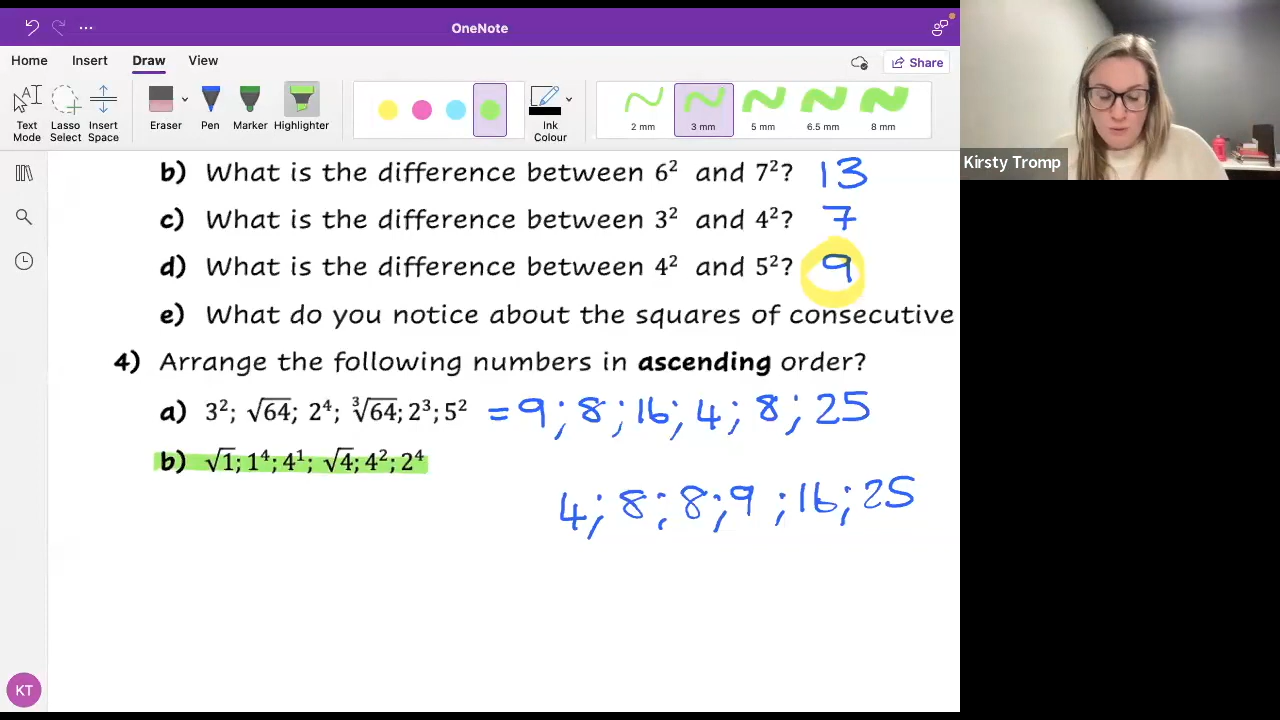 OneNote
Home Insert Draw View
Share
Text Mode
Lasso Select
Insert Space
Eraser
Pen
Marker
Highlighter
Ink Colour
2 mm
3 mm
5 mm
6.5 mm
8 mm
Kirsty Tromp
b) What is the difference between 6² and 7²? 13
c) What is the difference between 3² and 4²? 7
d) What is the difference between 4² and 5²? 9
e) What do you notice about the squares of consecutive
4) Arrange the following numbers in ascending order?
a) 3²; √64; 2⁴; ∛64; 2³; 5² = 9; 8; 16; 4; 8; 25
b) √1; 1⁴; 4¹; √4; 4²; 2⁴
4; 8; 8; 9; 16; 25
KT